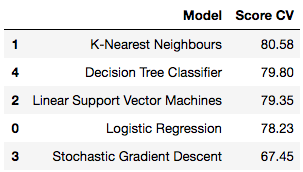 Model Score CV
1 K-Nearest Neighbours 80.58
4 Decision Tree Classifier 79.80
2 Linear Support Vector Machines 79.35
0 Logistic Regression 78.23
3 Stochastic Gradient Descent 67.45